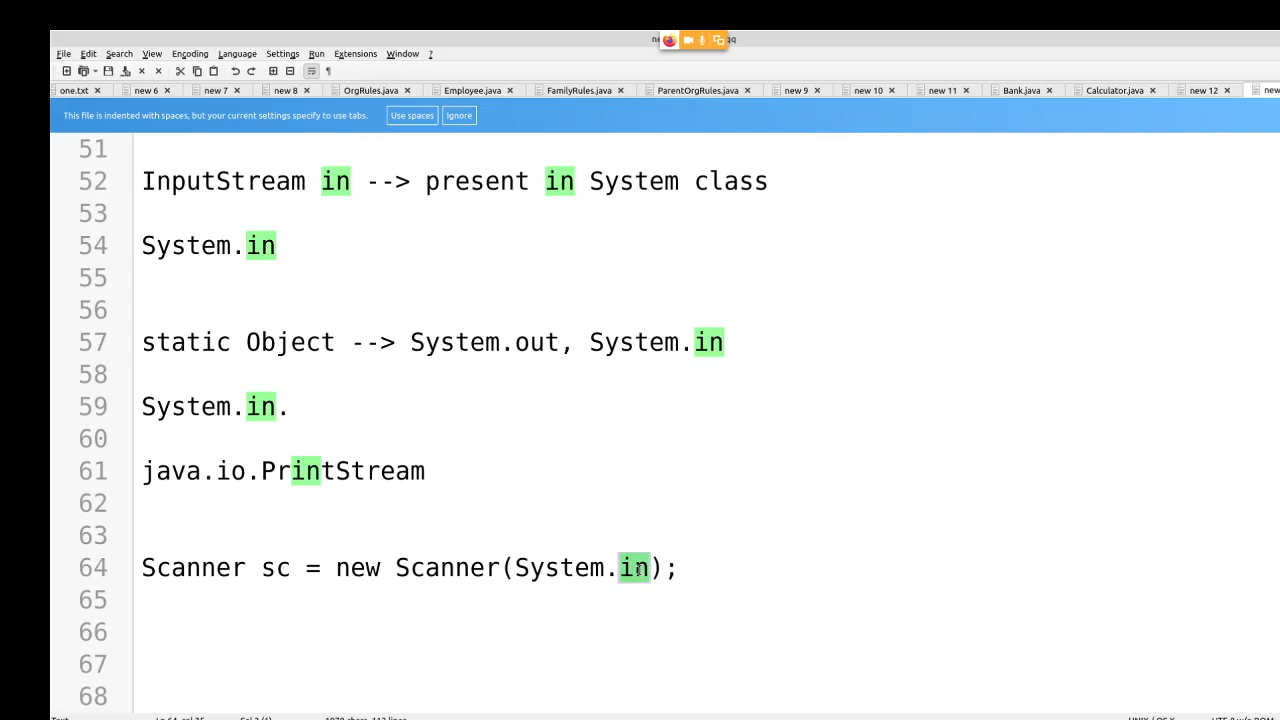 File Edit Search View Encoding Language Settings Run Extensions Window ?
one.txt new 6 new 7 new 8 OrgRules.java Employee.java FamilyRules.java ParentOrgRules.java new 9 new 10 new 11 Bank.java Calculator.java new 12 new
This file is indented with spaces, but your current settings specify to use tabs. Use spaces Ignore
51
52 InputStream in --> present in System class
53
54 System.in
55
56
57 static Object --> System.out, System.in
58
59 System.in.
60
61 java.io.PrintStream
62
63
64 Scanner sc = new Scanner(System.in);
65
66
67
68